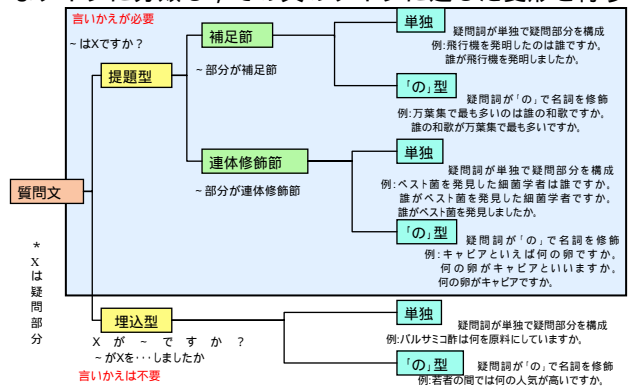 言いかえが必要
~はXですか？
提題型
補足節
~部分が補足節
単独
疑問詞が単独で疑問部分を構成
例:飛行機を発明したのは誰ですか。
誰が飛行機を発明しましたか。
「の」型
疑問詞が「の」で名詞を修飾
例:万葉集で最も多いのは誰の和歌ですか。
誰の和歌が万葉集で最も多いですか。
連体修飾節
~部分が連体修飾節
単独
疑問詞が単独で疑問部分を構成
例:ペスト菌を発見した細菌学者は誰ですか。
誰がペスト菌を発見した細菌学者ですか。
誰がペスト菌を発見しましたか。
「の」型
疑問詞が「の」で名詞を修飾
例:キャビアといえば何の卵ですか。
何の卵がキャビアといいますか。
何の卵がキャビアですか。
質問文
*Xは疑問部分
埋込型
Xが~ですか？
~がXを･･･しましたか
言いかえは不要
単独
疑問詞が単独で疑問部分を構成
例:バルサミコ酢は何を原料にしていますか。
「の」型
疑問詞が「の」で名詞を修飾
例:若者の間では何の人気が高いですか。